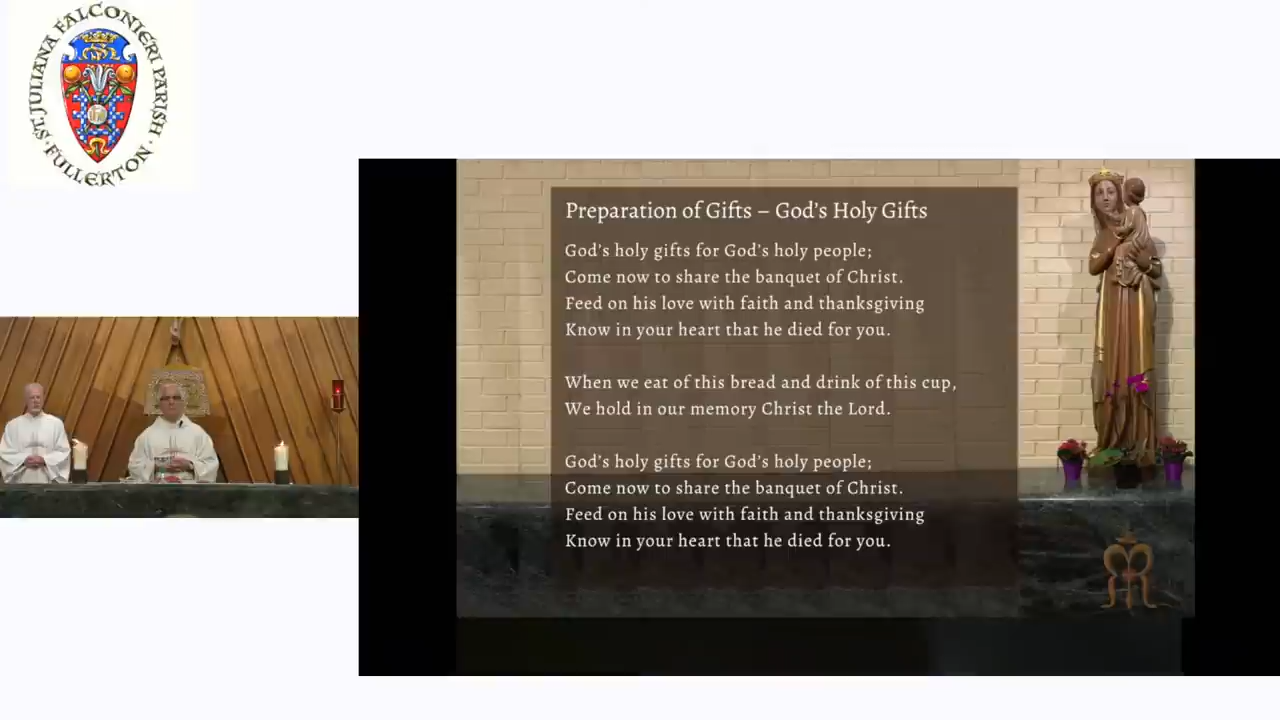 ST. JULIANA FALCONIERI PARISH · FULLERTON ·
Preparation of Gifts – God's Holy Gifts
God's holy gifts for God's holy people;
Come now to share the banquet of Christ.
Feed on his love with faith and thanksgiving
Know in your heart that he died for you.
When we eat of this bread and drink of this cup,
We hold in our memory Christ the Lord.
God's holy gifts for God's holy people;
Come now to share the banquet of Christ.
Feed on his love with faith and thanksgiving
Know in your heart that he died for you.